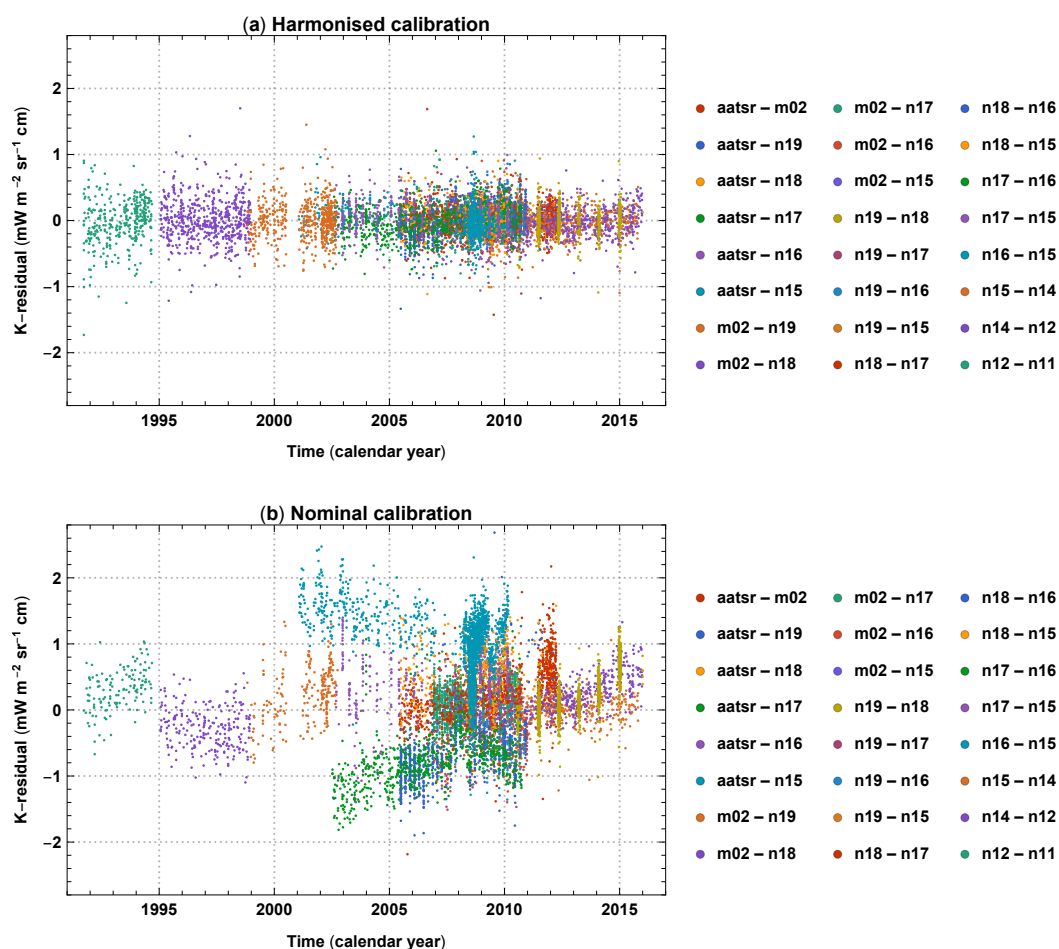 (a) Harmonised calibration
K−residual (mW m−2 sr−1 cm)
2
1
0
−1
−2
1995 2000 2005 2010 2015
Time (calendar year)
aatsr − m02 m02 − n17 n18 − n16
aatsr − n19 m02 − n16 n18 − n15
aatsr − n18 m02 − n15 n17 − n16
aatsr − n17 n19 − n18 n17 − n15
aatsr − n16 n19 − n17 n16 − n15
aatsr − n15 n19 − n16 n15 − n14
m02 − n19 n19 − n15 n14 − n12
m02 − n18 n18 − n17 n12 − n11
(b) Nominal calibration
K−residual (mW m−2 sr−1 cm)
2
1
0
−1
−2
1995 2000 2005 2010 2015
Time (calendar year)
aatsr − m02 m02 − n17 n18 − n16
aatsr − n19 m02 − n16 n18 − n15
aatsr − n18 m02 − n15 n17 − n16
aatsr − n17 n19 − n18 n17 − n15
aatsr − n16 n19 − n17 n16 − n15
aatsr − n15 n19 − n16 n15 − n14
m02 − n19 n19 − n15 n14 − n12
m02 − n18 n18 − n17 n12 − n11